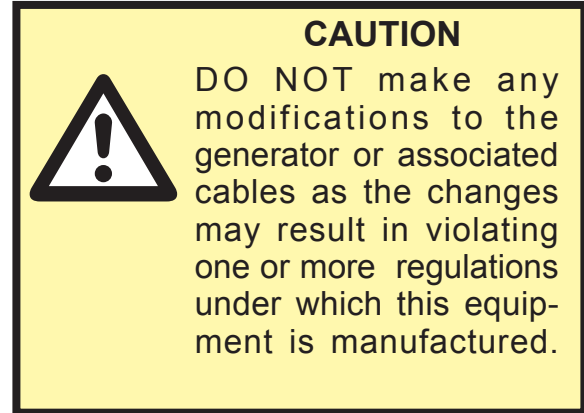 CAUTION
DO NOT make any
modifications to the
generator or associated
cables as the changes
may result in violating
one or more regulations
under which this equip-
ment is manufactured.